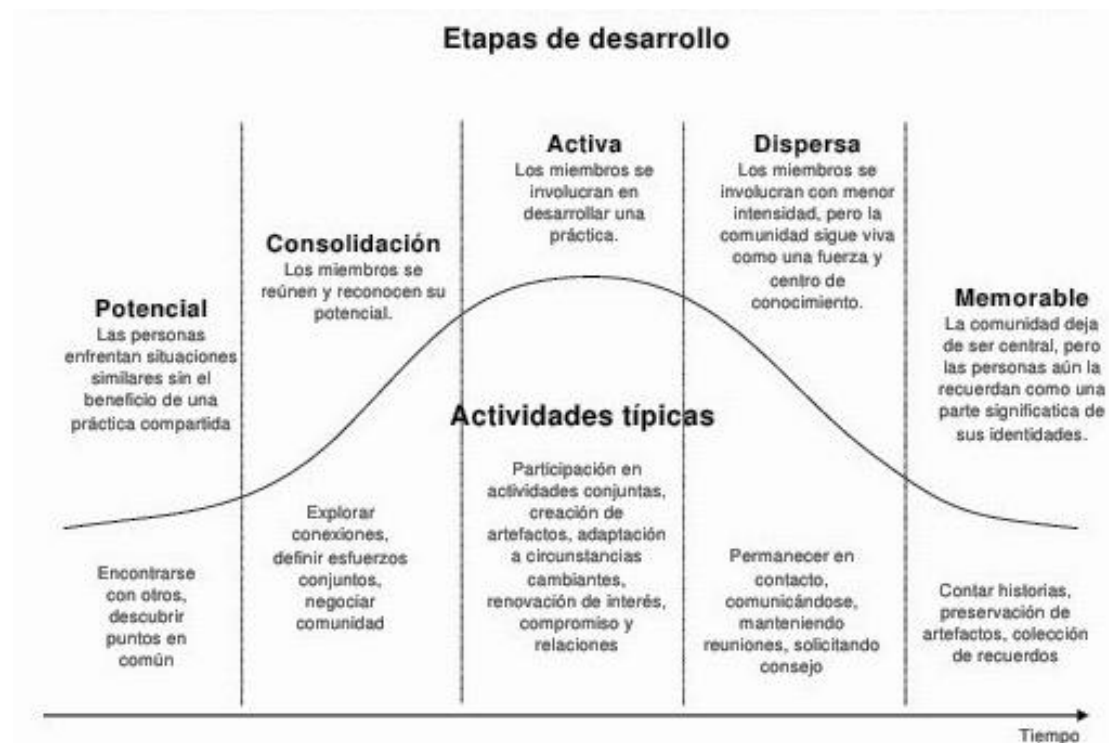 Etapas de desarrollo
Potencial
Las personas
enfrentan situaciones
similares sin el
beneficio de una
práctica compartida
Consolidación
Los miembros se
reúnen y reconocen su
potencial.
Activa
Los miembros se
involucran en
desarrollar una
práctica.
Dispersa
Los miembros se
involucran con menor
intensidad, pero la
comunidad sigue viva
como una fuerza y
centro de
conocimiento.
Memorable
La comunidad deja
de ser central, pero
las personas aún la
recuerdan como una
parte significatica de
sus identidades.
Actividades típicas
Encontrarse
con otros,
descubrir
puntos en
común
Explorar
conexiones,
definir esfuerzos
conjuntos,
negociar
comunidad
Participación en
actividades conjuntas,
creación de
artefactos, adaptación
a circunstancias
cambiantes,
renovación de interés,
compromiso y
relaciones
Permanecer en
contacto,
comunicándose,
manteniendo
reuniones, solicitando
consejo
Contar historias,
preservación de
artefactos, colección
de recuerdos
Tiempo